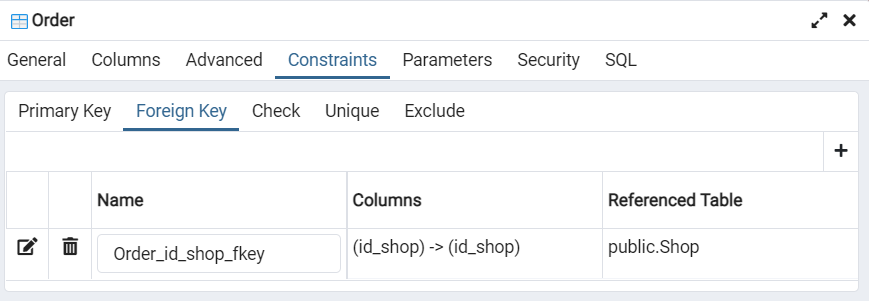 Order
General Columns Advanced Constraints Parameters Security SQL
Primary Key Foreign Key Check Unique Exclude
Name Columns Referenced Table
Order_id_shop_fkey (id_shop) -> (id_shop) public.Shop